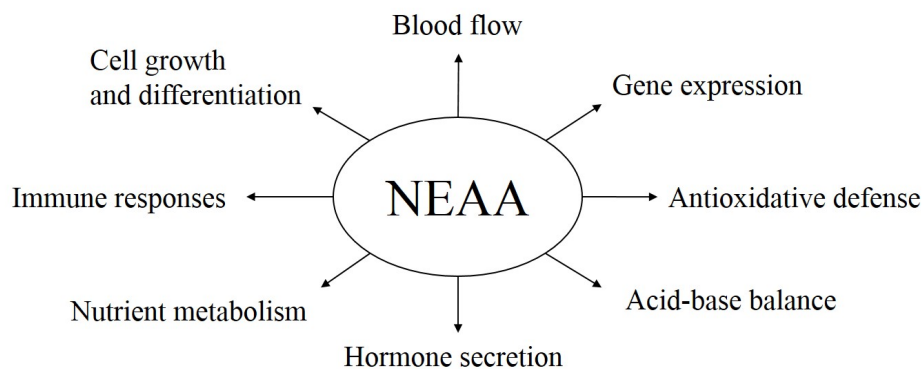 Blood flow
Cell growth
and differentiation
Gene expression
Immune responses
NEAA
Antioxidative defense
Nutrient metabolism
Acid-base balance
Hormone secretion